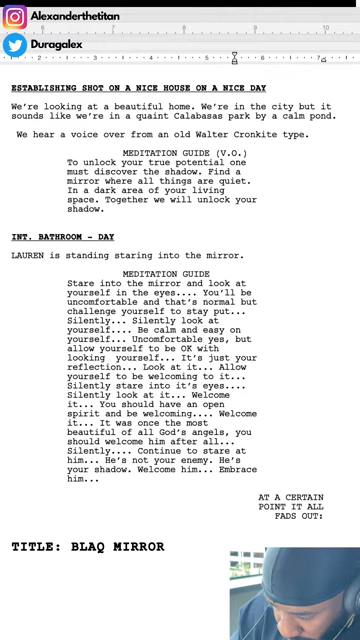 Alexanderthetitan
Duragalex
ESTABLISHING SHOT ON A NICE HOUSE ON A NICE DAY
We're looking at a beautiful home. We're in the city but it
sounds like we're in a quaint Calabasas park by a calm pond.
We hear a voice over from an old Walter Cronkite type.
MEDITATION GUIDE (V.O.)
To unlock your true potential one
must discover the shadow. Find a
mirror where all things are quiet.
In a dark area of your living
space. Together we will unlock your
shadow.
INT. BATHROOM - DAY
LAUREN is standing staring into the mirror.
MEDITATION GUIDE
Stare into the mirror and look at
yourself in the eyes.... You'll be
uncomfortable and that's normal but
challenge yourself to stay put...
Silently... Silently look at
yourself.... Be calm and easy on
yourself... Uncomfortable yes, but
allow yourself to be OK with
looking yourself... It's just your
reflection... Look at it... Allow
yourself to be welcoming to it...
Silently stare into it's eyes....
Silently look at it... Welcome
it... You should have an open
spirit and be welcoming.... Welcome
it... It was once the most
beautiful of all God's angels, you
should welcome him after all...
Silently.... Continue to stare at
him... He's not your enemy. He's
your shadow. Welcome him... Embrace
him...
AT A CERTAIN
POINT IT ALL
FADS OUT:
TITLE: BLAQ MIRROR